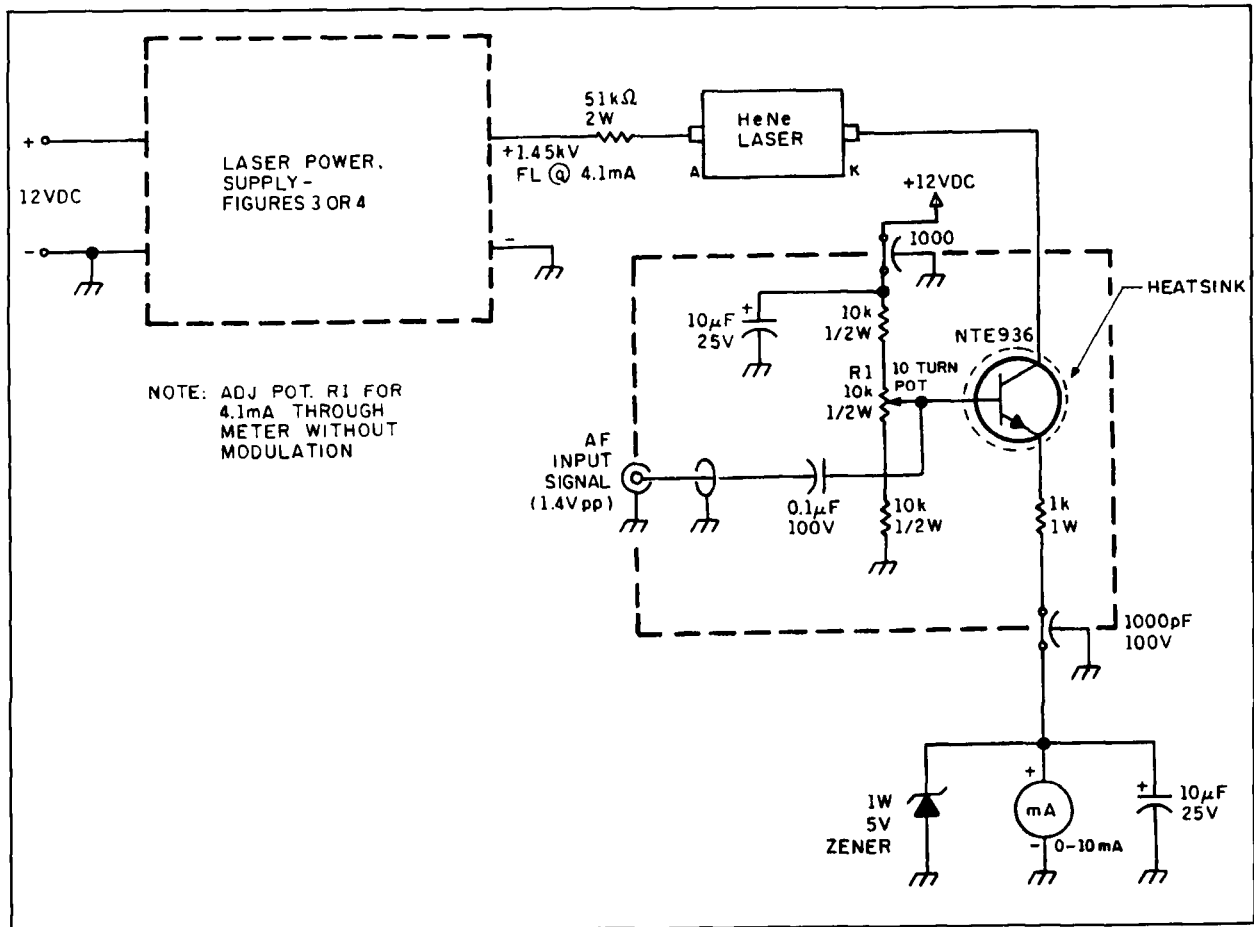 +
12VDC
-
LASER POWER.
SUPPLY-
FIGURES 3 OR 4
-
51kΩ
2W
+1.45kV
FL @ 4.1mA
HeNe
LASER
A
K
+12VDC
1000
HEATSINK
10μF
25V
+
10k
1/2W
NTE936
R1
10k
1/2W
10 TURN
POT
NOTE: ADJ POT. R1 FOR
4.1mA THROUGH
METER WITHOUT
MODULATION
AF
INPUT
SIGNAL
(1.4Vpp)
0.1μF
100V
10k
1/2W
1k
1W
1000pF
100V
1W
5V
ZENER
+
mA
-
0-10mA
+
10μF
25V